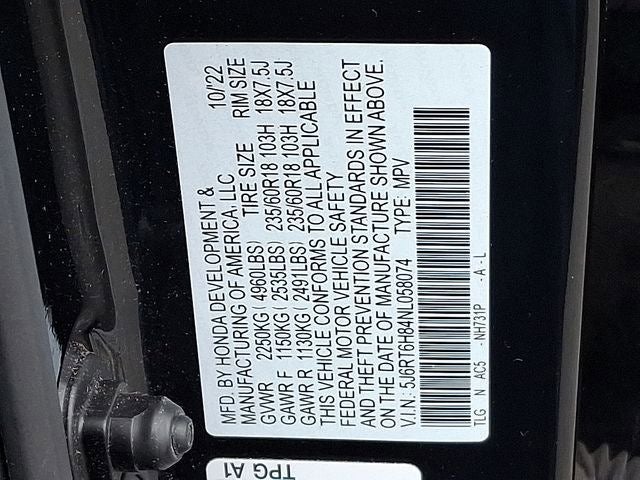 MFD. BY HONDA DEVELOPMENT & 10/'22
MANUFACTURING OF AMERICA, LLC
TIRE SIZE RIM SIZE
GVWR 2250KG ( 4960LBS)
GAWR F 1150KG ( 2535LBS) 235/60R18 103H 18X7.5J
GAWR R 1130KG ( 2491LBS) 235/60R18 103H 18X7.5J
THIS VEHICLE CONFORMS TO ALL APPLICABLE
FEDERAL MOTOR VEHICLE SAFETY
AND THEFT PREVENTION STANDARDS IN EFFECT
ON THE DATE OF MANUFACTURE SHOWN ABOVE.
V.I.N.: 5J6RT6H84NL058074 TYPE: MPV
TLG - N AC5 - NH731P - A - L
TPG A1